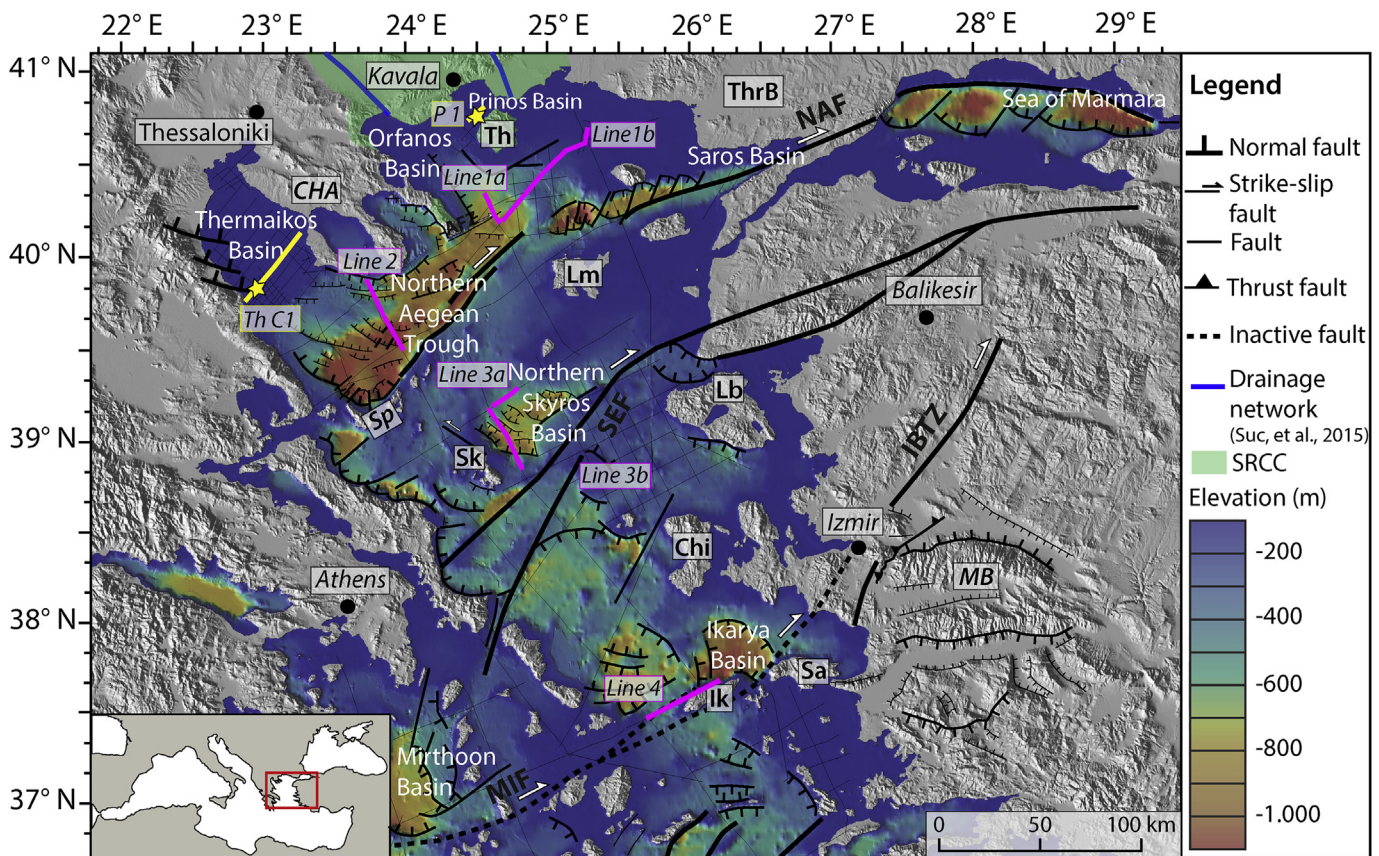 22° E 23° E 24° E 25° E 26° E 27° E 28° E 29° E
41° N
40° N
39° N
38° N
37° N
Kavala
P 1
Prinos Basin
Th
ThrB
NAF
Sea of Marmara
Thessaloniki
Orfanos
Basin
Line1b
Line1a
Saros Basin
CHA
Thermaikos
Basin
Line 2
Northern
Aegean
Trough
Lm
Th C1
Balikesir
Line 3a
Northern
Skyros
Basin
Sp
SEF
Lb
IBTZ
Sk
Line 3b
Izmir
Chi
MB
Athens
Ikarya
Basin
Sa
Line 4
Ik
Mirthoon
Basin
MIF
0 50 100 km
Legend
Normal fault
Strike-slip
fault
Fault
Thrust fault
Inactive fault
Drainage
network
(Suc, et al., 2015)
SRCC
Elevation (m)
-200
-400
-600
-800
-1.000